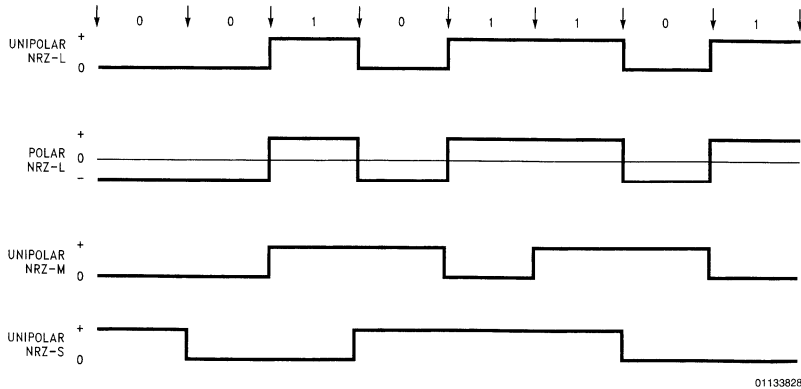 0 0 1 0 1 1 0 1
UNIPOLAR +
NRZ-L 0
POLAR +
NRZ-L 0
-
UNIPOLAR +
NRZ-M 0
UNIPOLAR +
NRZ-S 0
01133828